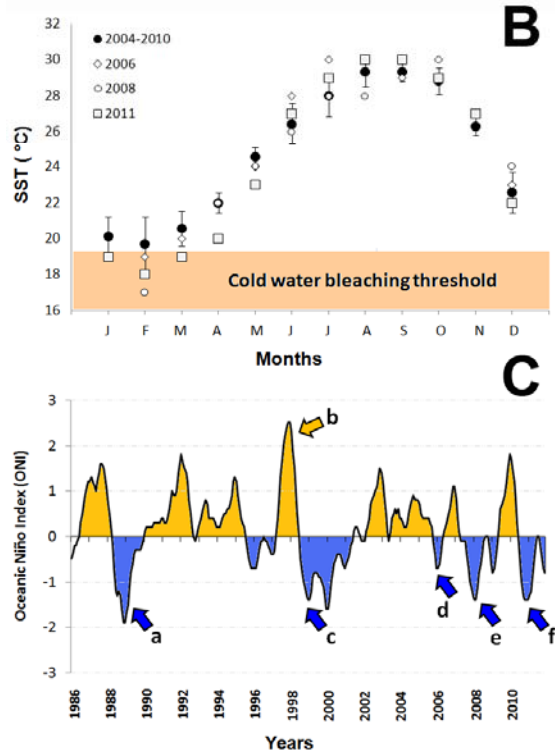 B
32
30
28
26
24
22
20
18
16
SST ( °C)
2004-2010
2006
2008
2011
Cold water bleaching threshold
J F M A M J J A S O N D
Months
C
3
2
1
0
-1
-2
-3
Oceanic Niño Index (ONI)
b
a
c
d
e
f
1986 1988 1990 1992 1994 1996 1998 2000 2002 2004 2006 2008 2010
Years